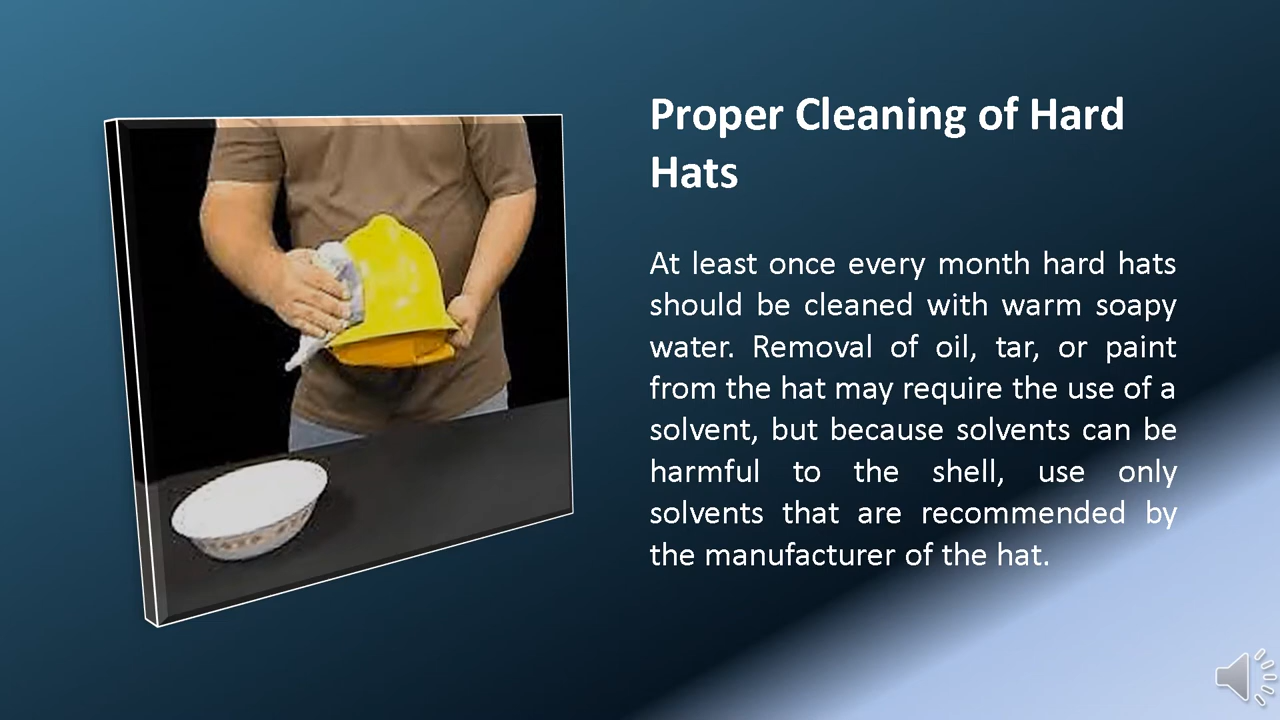 Proper Cleaning of Hard
Hats
At least once every month hard hats
should be cleaned with warm soapy
water. Removal of oil, tar, or paint
from the hat may require the use of a
solvent, but because solvents can be
harmful to the shell, use only
solvents that are recommended by
the manufacturer of the hat.